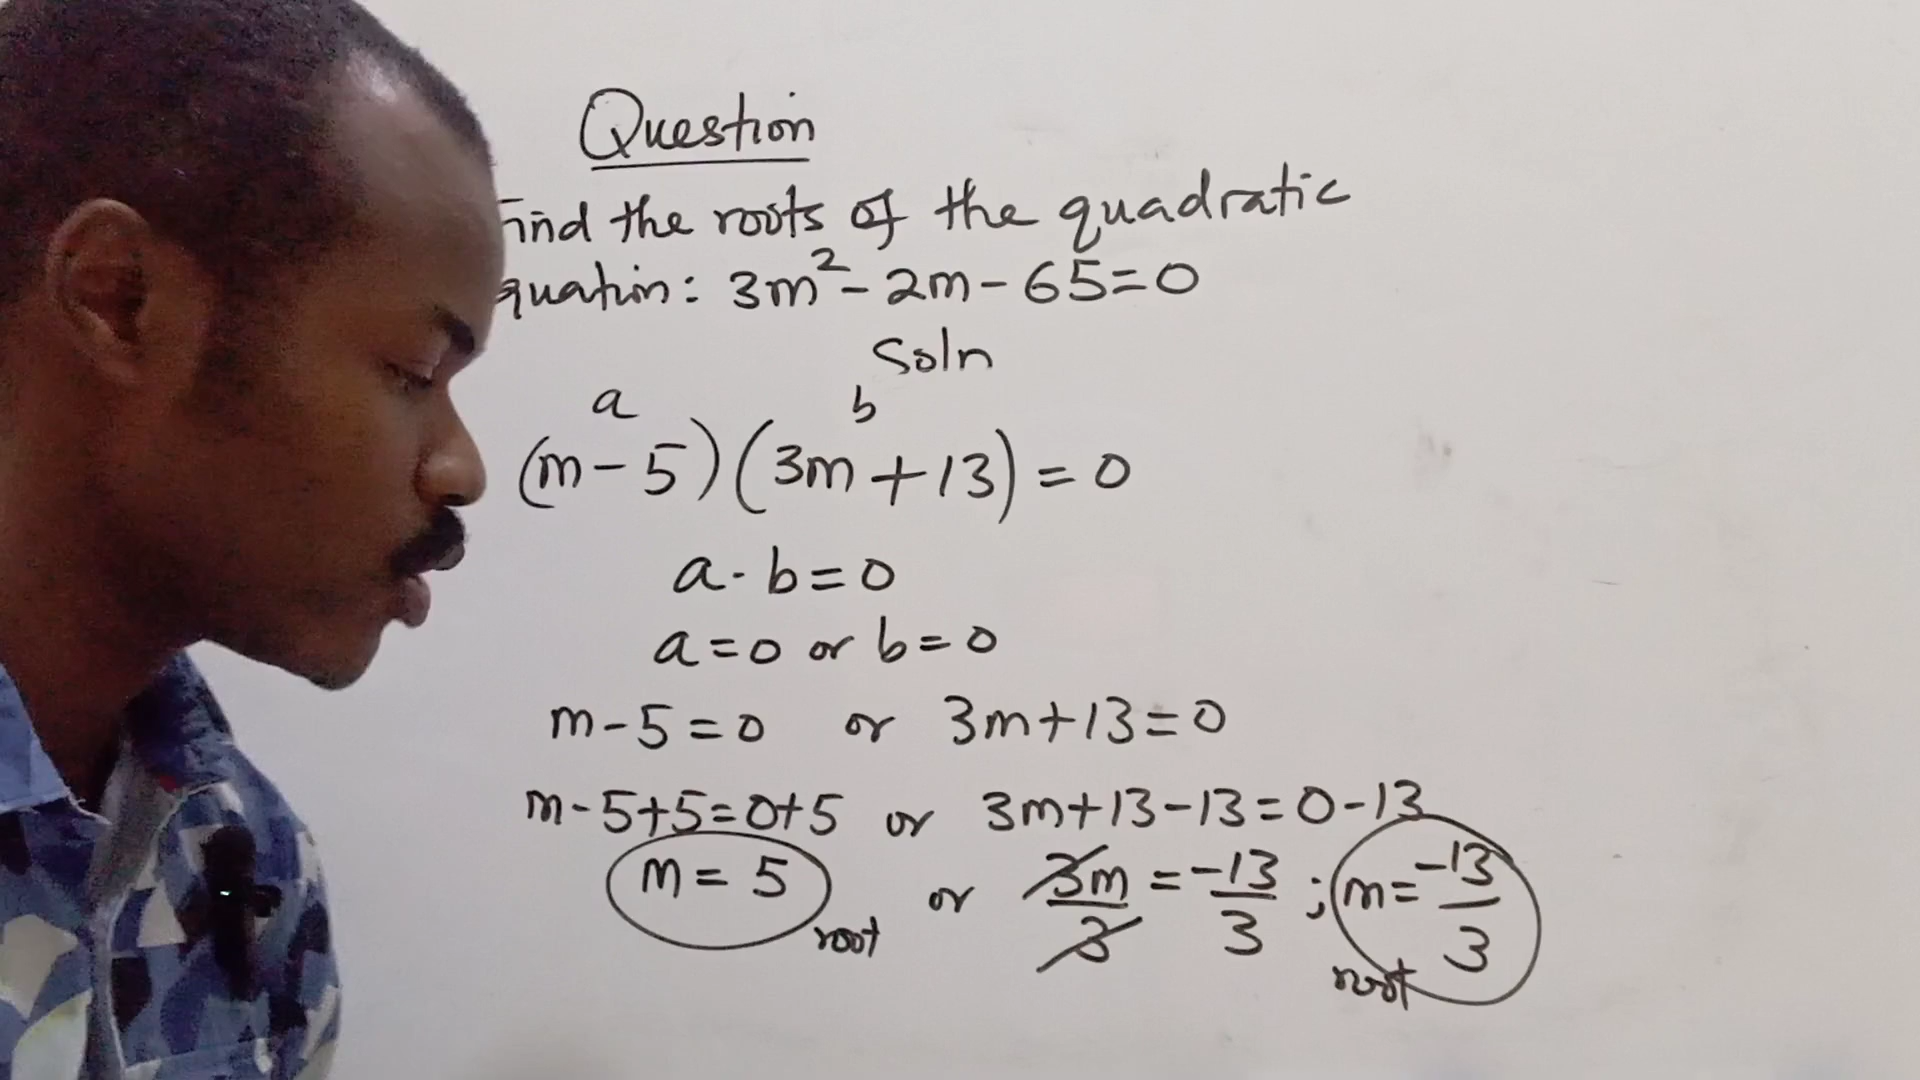 Question
Find the roots of the quadratic
quation: 3m² - 2m - 65 = 0
Soln
a b
(m - 5)(3m + 13) = 0
a · b = 0
a = 0 or b = 0
m - 5 = 0 or 3m + 13 = 0
m - 5 + 5 = 0 + 5 or 3m + 13 - 13 = 0 - 13
m = 5 root or 3m/3 = -13/3 ; m = -13/3 root